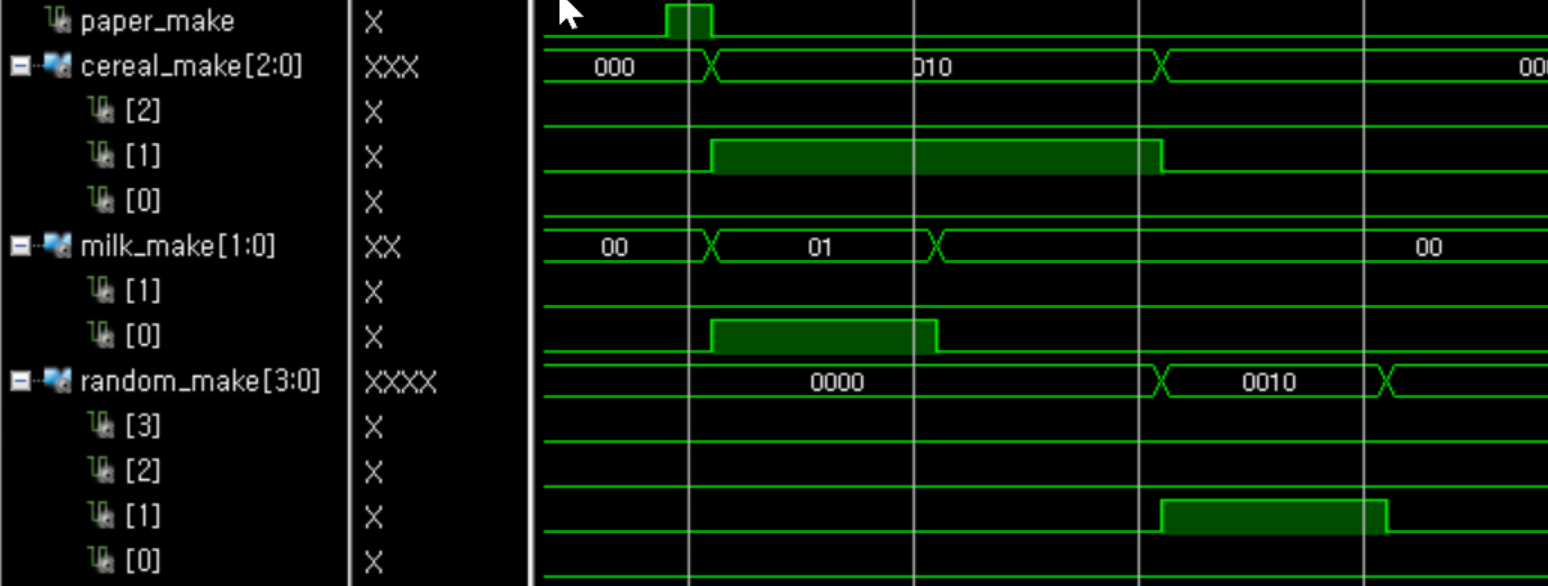 paper_make X
cereal_make[2:0] XXX 000 010 00
[2] X
[1] X
[0] X
milk_make[1:0] XX 00 01 00
[1] X
[0] X
random_make[3:0] XXXX 0000 0010
[3] X
[2] X
[1] X
[0] X